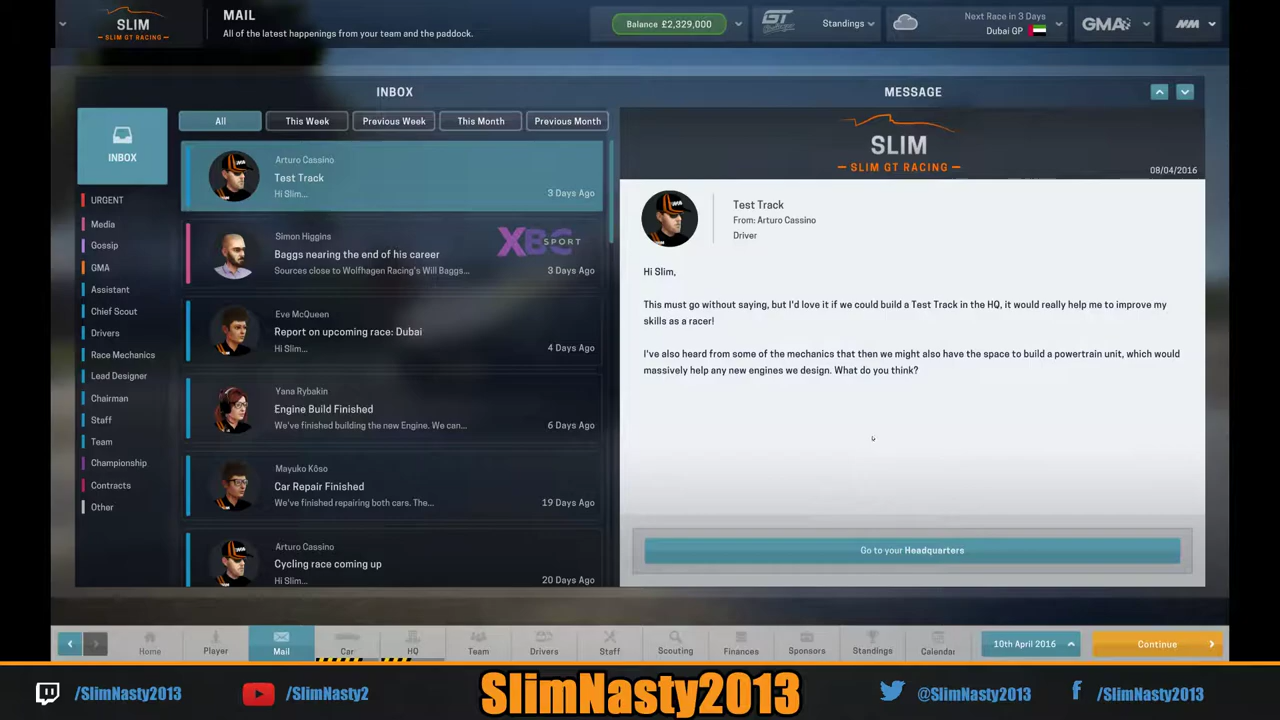 SLIM
SLIM GT RACING
MAIL
All of the latest happenings from your team and the paddock.
Balance £2,329,000
GT
Standings
Next Race in 3 Days
Dubai GP
GMA
MM
INBOX
MESSAGE
INBOX
URGENT
Media
Gossip
GMA
Assistant
Chief Scout
Drivers
Race Mechanics
Lead Designer
Chairman
Staff
Team
Championship
Contracts
Other
All
This Week
Previous Week
This Month
Previous Month
Arturo Cassino
Test Track
Hi Slim...
3 Days Ago
Simon Higgins
Baggs nearing the end of his career
Sources close to Wolfhagen Racing's Will Baggs...
XBC SPORT
3 Days Ago
Eve McQueen
Report on upcoming race: Dubai
Hi Slim...
4 Days Ago
Yana Rybakin
Engine Build Finished
We've finished building the new Engine. We can...
6 Days Ago
Mayuko Kōso
Car Repair Finished
We've finished repairing both cars. The...
19 Days Ago
Arturo Cassino
Cycling race coming up
Hi Slim...
20 Days Ago
SLIM
SLIM GT RACING
08/04/2016
Test Track
From: Arturo Cassino
Driver
Hi Slim,
This must go without saying, but I'd love it if we could build a Test Track in the HQ, it would really help me to improve my
skills as a racer!
I've also heard from some of the mechanics that then we might also have the space to build a powertrain unit, which would
massively help any new engines we design. What do you think?
Go to your Headquarters
Home
Player
Mail
Car
HQ
Team
Drivers
Staff
Scouting
Finances
Sponsors
Standings
Calendar
10th April 2016
Continue
/SlimNasty2013
/SlimNasty2
SlimNasty2013
@SlimNasty2013
/SlimNasty2013